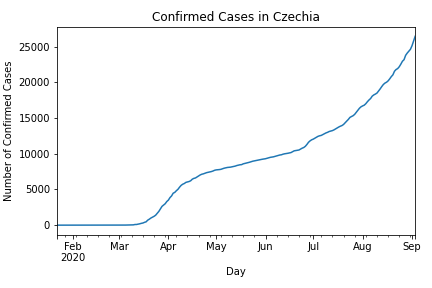 Confirmed Cases in Czechia
Number of Confirmed Cases
25000
20000
15000
10000
5000
0
Feb Mar Apr May Jun Jul Aug Sep
2020
Day